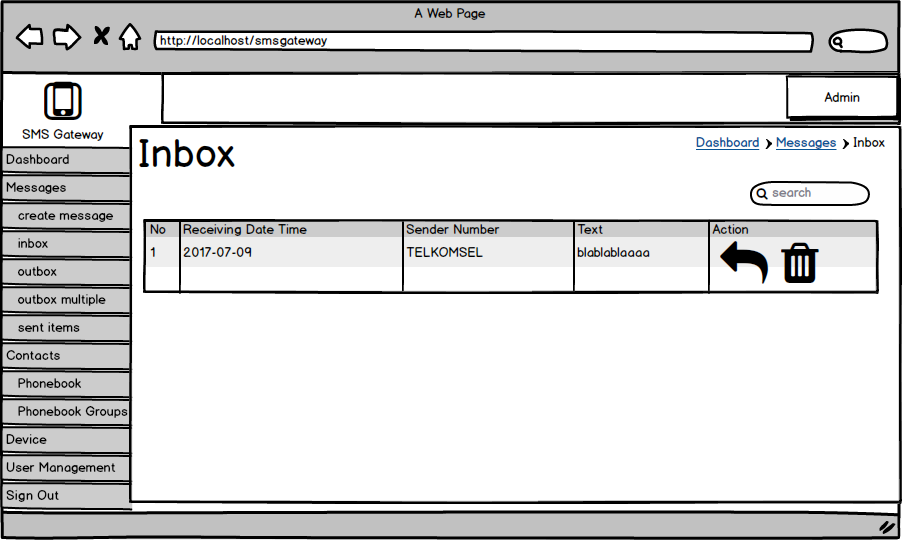 A Web Page
http://localhost/smsgateway
Admin
SMS Gateway
Dashboard
Messages
create message
inbox
outbox
outbox multiple
sent items
Contacts
Phonebook
Phonebook Groups
Device
User Management
Sign Out
Inbox
Dashboard Messages Inbox
search
No Receiving Date Time Sender Number Text Action
1 2017-07-09 TELKOMSEL blablablaaaa